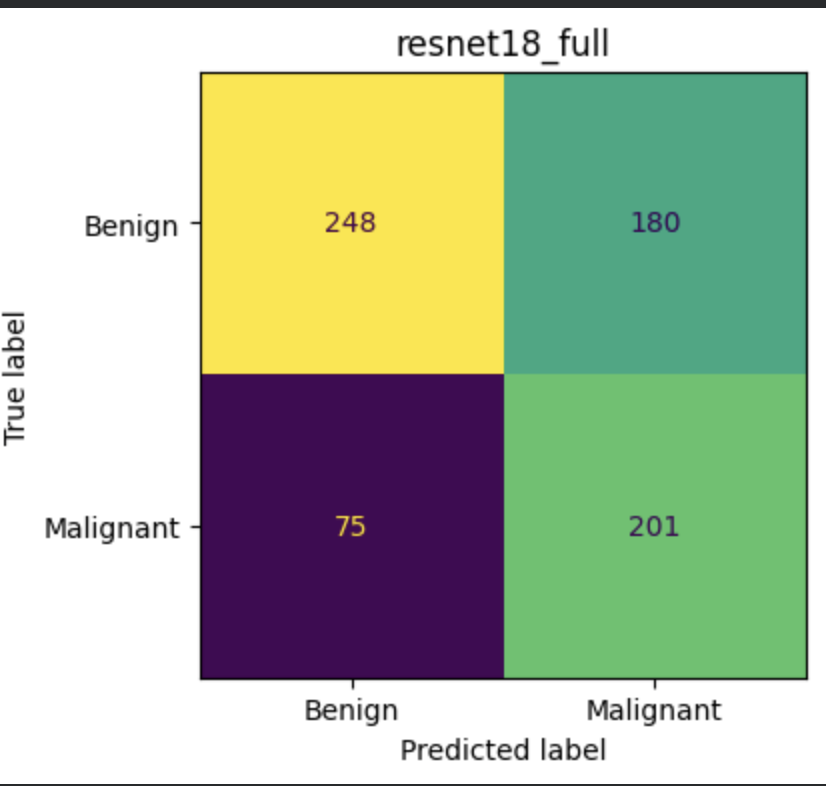 resnet18_full
True label
Benign
248
180
Malignant
75
201
Benign
Malignant
Predicted label